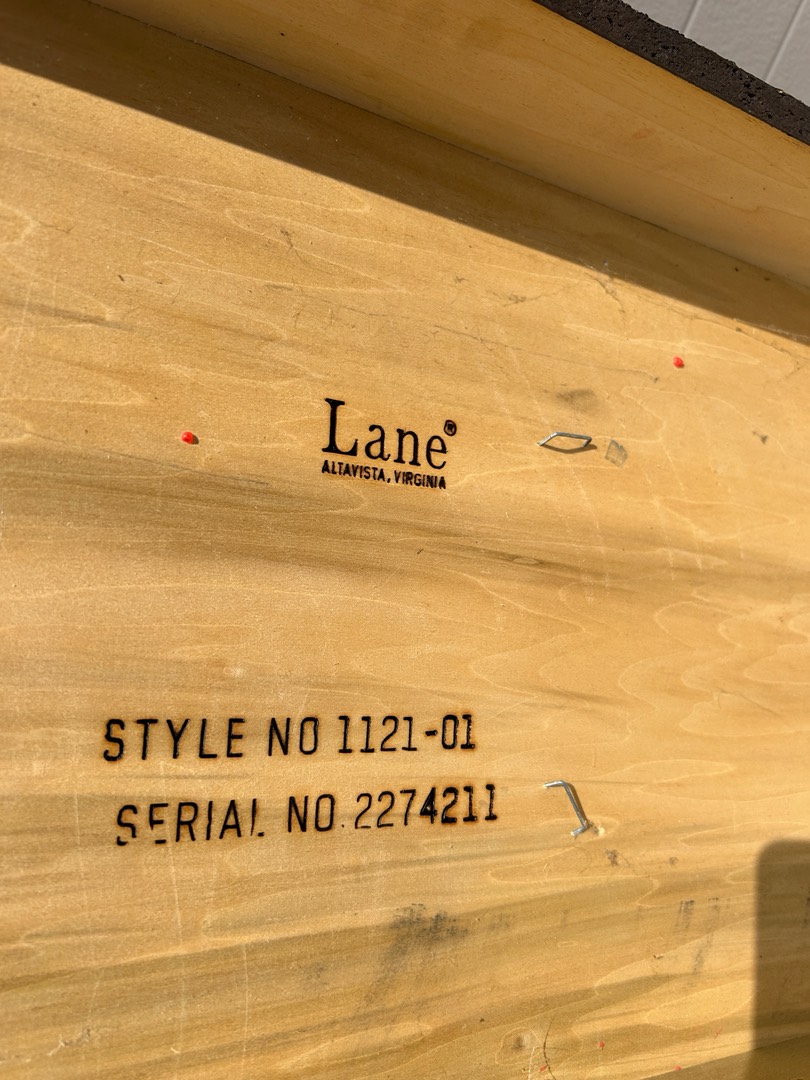 Lane®
ALTAVISTA, VIRGINIA
STYLE NO 1121-01
SERIAL NO. 2274211